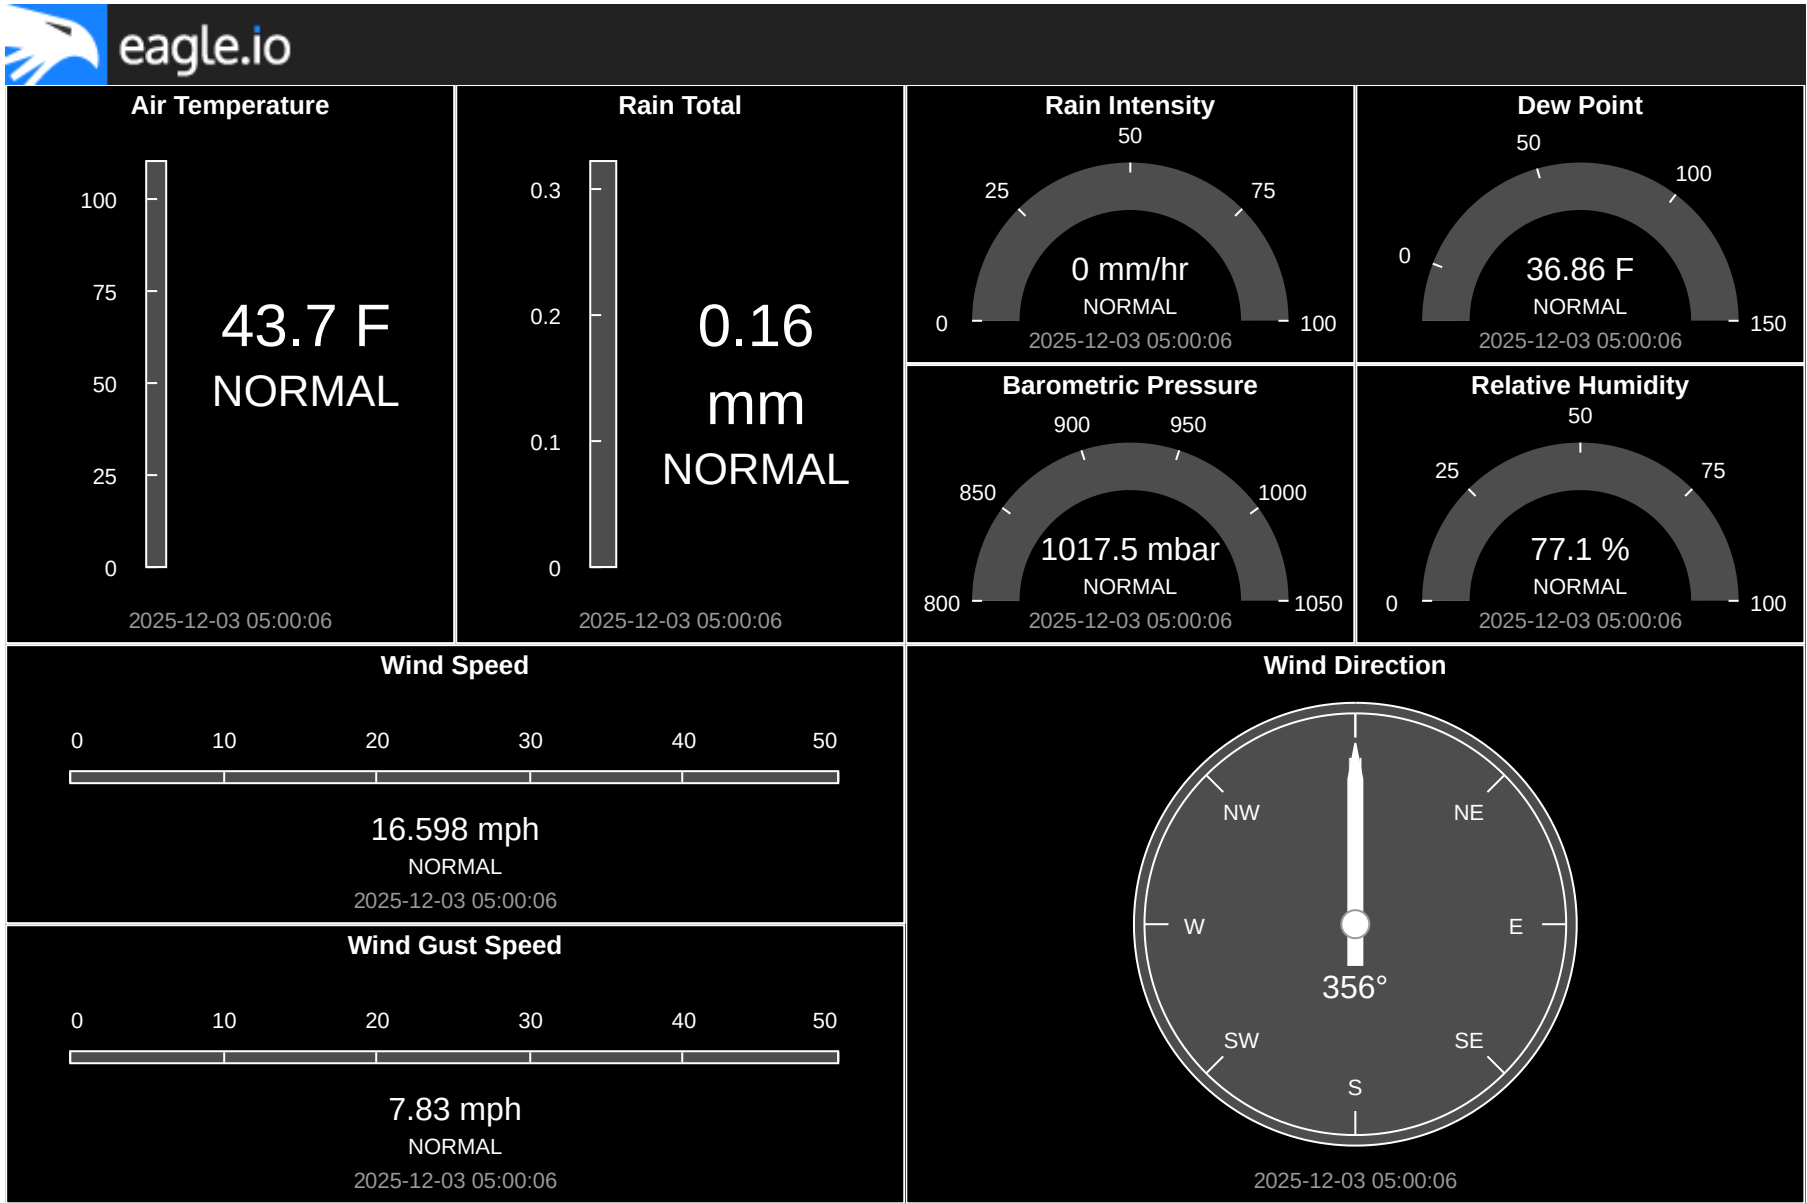 eagle.io
Air Temperature
100
75
50
25
0
43.7 F
NORMAL
2025-12-03 05:00:06
Rain Total
0.3
0.2
0.1
0
0.16
mm
NORMAL
2025-12-03 05:00:06
Rain Intensity
50
25
75
0
100
0 mm/hr
NORMAL
2025-12-03 05:00:06
Dew Point
50
100
0
150
36.86 F
NORMAL
2025-12-03 05:00:06
Barometric Pressure
900
950
850
1000
800
1050
1017.5 mbar
NORMAL
2025-12-03 05:00:06
Relative Humidity
50
25
75
0
100
77.1 %
NORMAL
2025-12-03 05:00:06
Wind Speed
0 10 20 30 40 50
16.598 mph
NORMAL
2025-12-03 05:00:06
Wind Gust Speed
0 10 20 30 40 50
7.83 mph
NORMAL
2025-12-03 05:00:06
Wind Direction
NW
NE
W
E
356°
SW
SE
S
2025-12-03 05:00:06